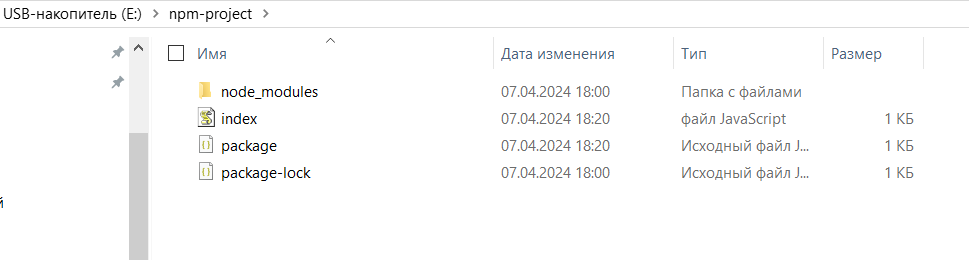 USB-накопитель (E:) > npm-project >
Имя Дата изменения Тип Размер
node_modules 07.04.2024 18:00 Папка с файлами
index 07.04.2024 18:20 файл JavaScript 1 КБ
package 07.04.2024 18:20 Исходный файл J... 1 КБ
package-lock 07.04.2024 18:00 Исходный файл J... 1 КБ
й